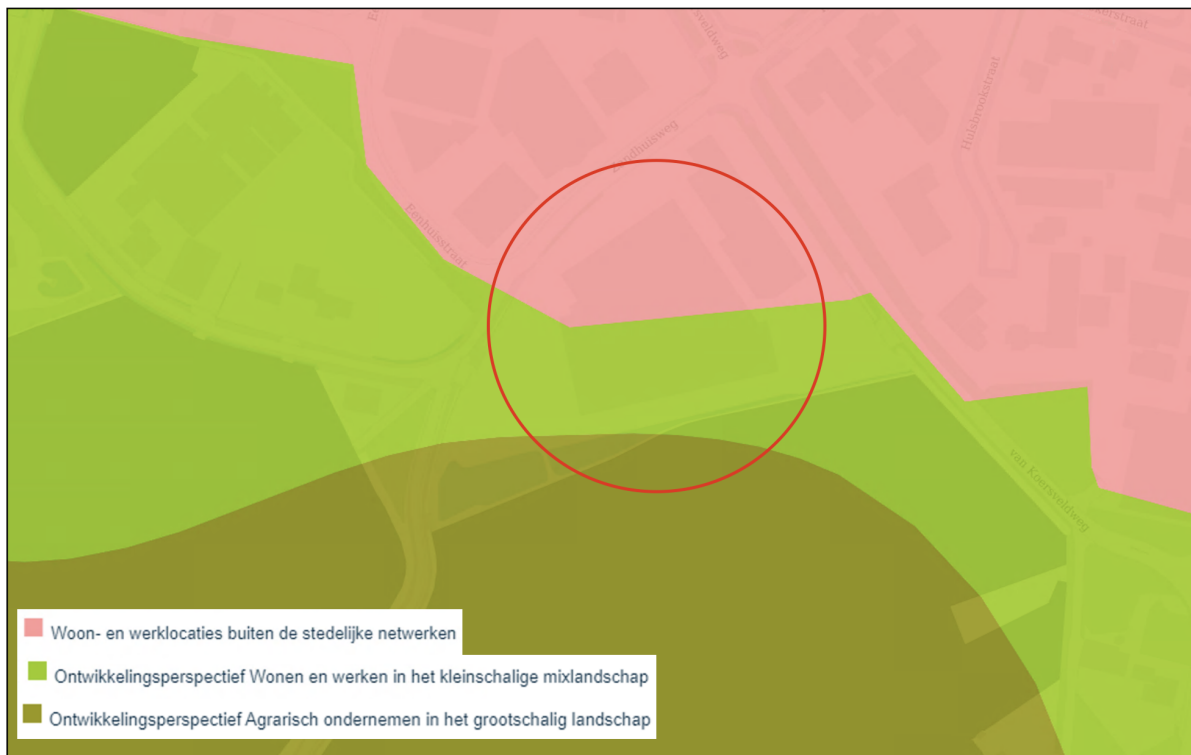 Hulsbrookstraat
Eenhuisstraat
van Koersveldweg
Woon- en werklocaties buiten de stedelijke netwerken
Ontwikkelingsperspectief Wonen en werken in het kleinschalige mixlandschap
Ontwikkelingsperspectief Agrarisch ondernemen in het grootschalig landschap